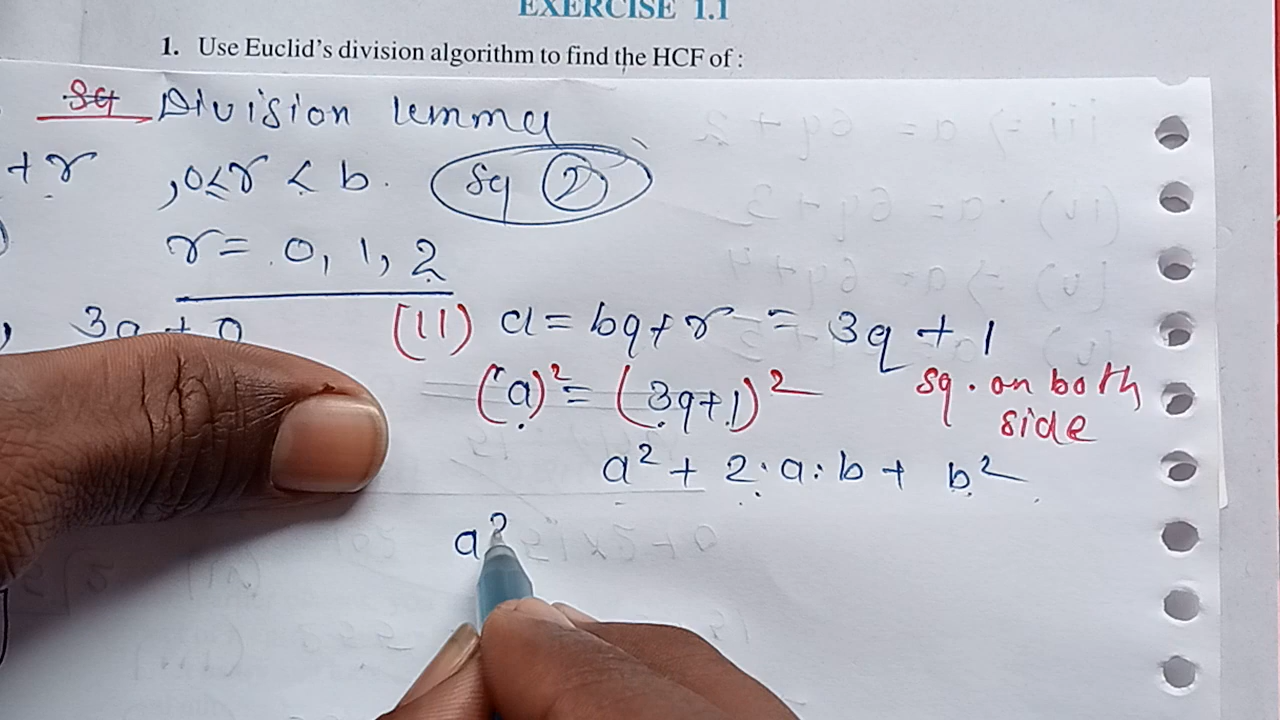 EXERCISE 1.1
1. Use Euclid's division algorithm to find the HCF of :
Sq Division lemma
+ r , 0 ≤ r < b. Sq ②
r = 0, 1, 2
3q + 0 (II) a = bq + r = 3q + 1
(a)² = (3q+1)² Sq. on both
side
a² + 2.a.b + b²
a²